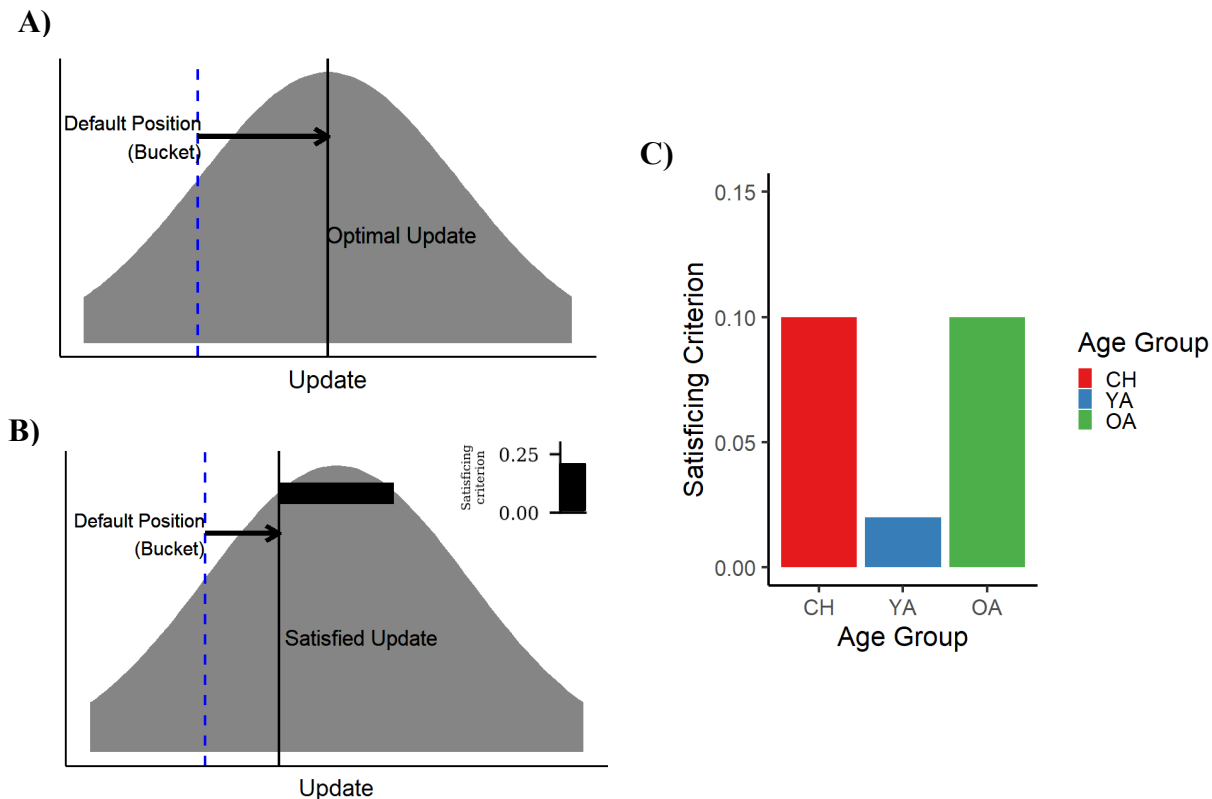 A)
Default Position
(Bucket)
Optimal Update
Update
B)
Default Position
(Bucket)
Satisfied Update
Update
Satisficing
criterion
0.25
0.00
C)
Satisficing Criterion
0.15
0.10
0.05
0.00
CH YA OA
Age Group
Age Group
CH
YA
OA